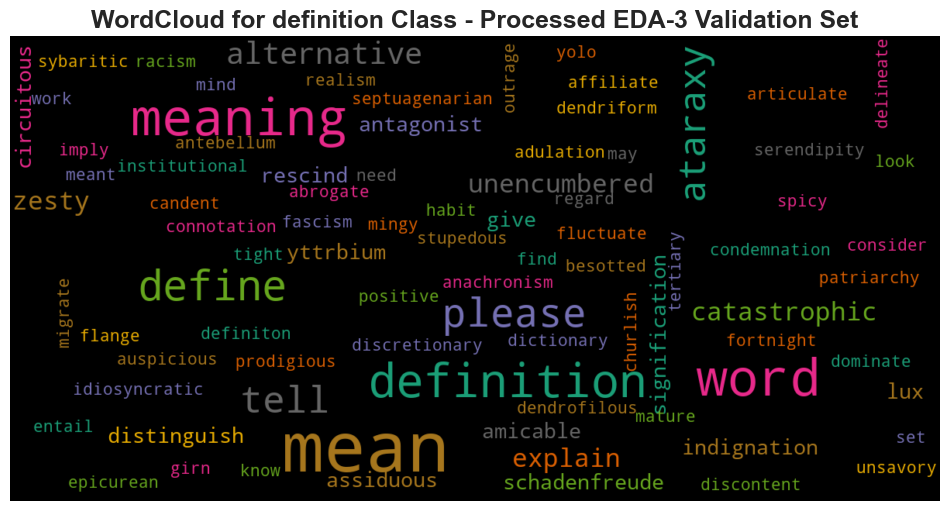 WordCloud for definition Class - Processed EDA-3 Validation Set
circuitous
sybaritic
racism
alternative
mind
realism
work
septuagenarian
outrage
yolo
affiliate
dendriform
ataraxy
articulate
delineate
meaning
antagonist
antebellum
imply
institutional
meant
rescind
need
abrogate
adulation
may
serendipity
look
unencumbered
regard
spicy
zesty
candent
connotation
fascism
mingy
habit
give
stupedous
fluctuate
tight
yttrbium
find
besotted
tertiary
condemnation
consider
define
anachronism
patriarchy
migrate
positive
please
signification
churlish
catastrophic
flange
definiton
discretionary
dictionary
fortnight
auspicious
prodigious
dominate
idiosyncratic
definition
word
lux
tell
dendrofilous
mature
entail
distinguish
mean
amicable
set
indignation
explain
girn
know
assiduous
unsavory
epicurean
schadenfreude
discontent